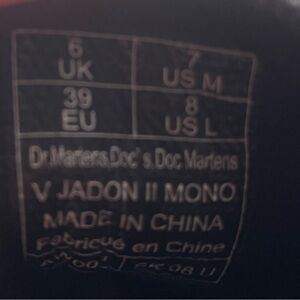 6 UK 7 US M
39 EU 8 US L
Dr.Martens.Doc's.Doc Martens
V JADON II MONO
MADE IN CHINA
Fabriqué en Chine